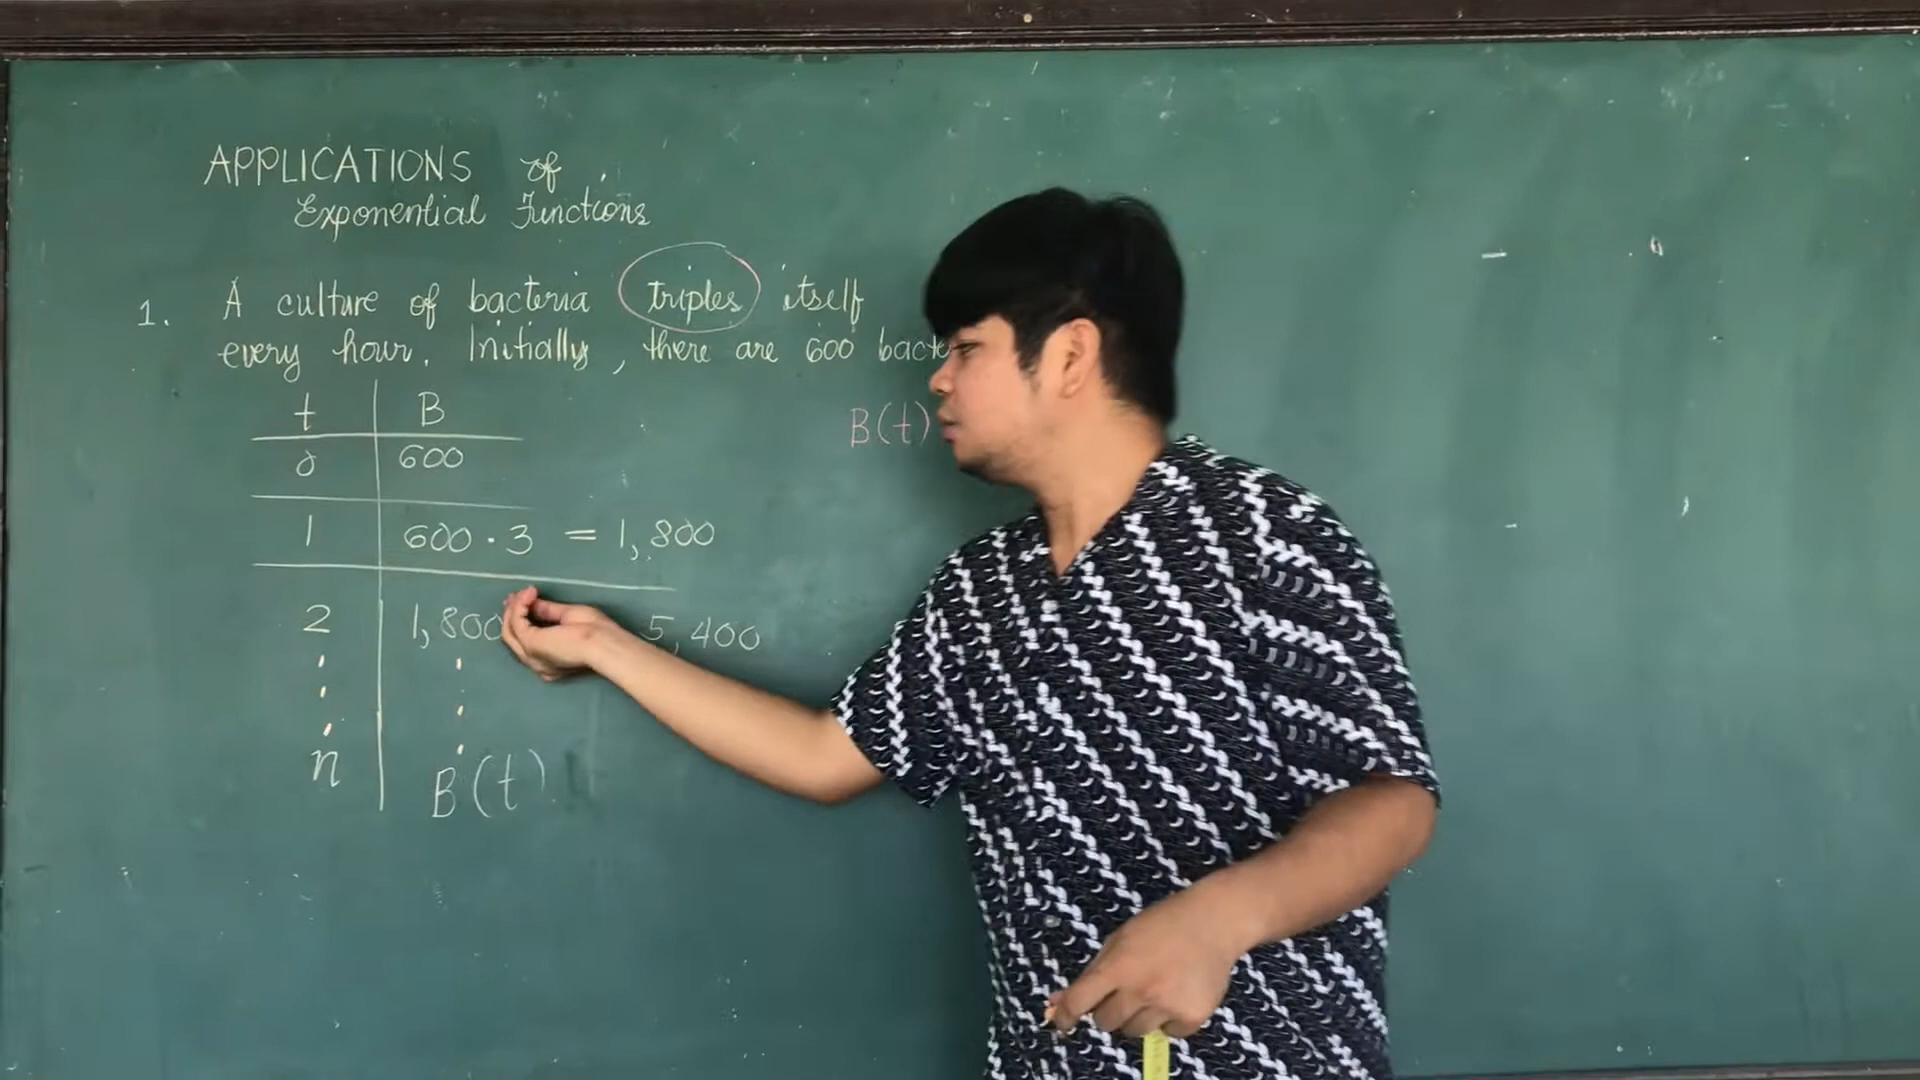 APPLICATIONS of
Exponential Functions
1. A culture of bacteria triples itself
every hour. Initially, there are 600
B(t)
t B
0 600
1 600 · 3 = 1,800
2 1,800 5,400
n B(t)